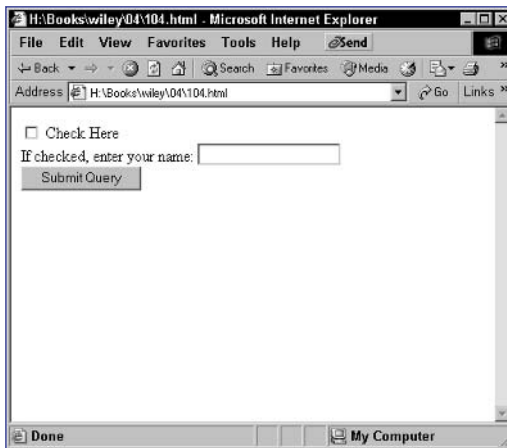 H:\Books\wiley\04\104.html - Microsoft Internet Explorer
File Edit View Favorites Tools Help Send
Back Search Favorites Media »
Address H:\Books\wiley\04\104.html Go Links »
Check Here
If checked, enter your name:
Submit Query
Done My Computer